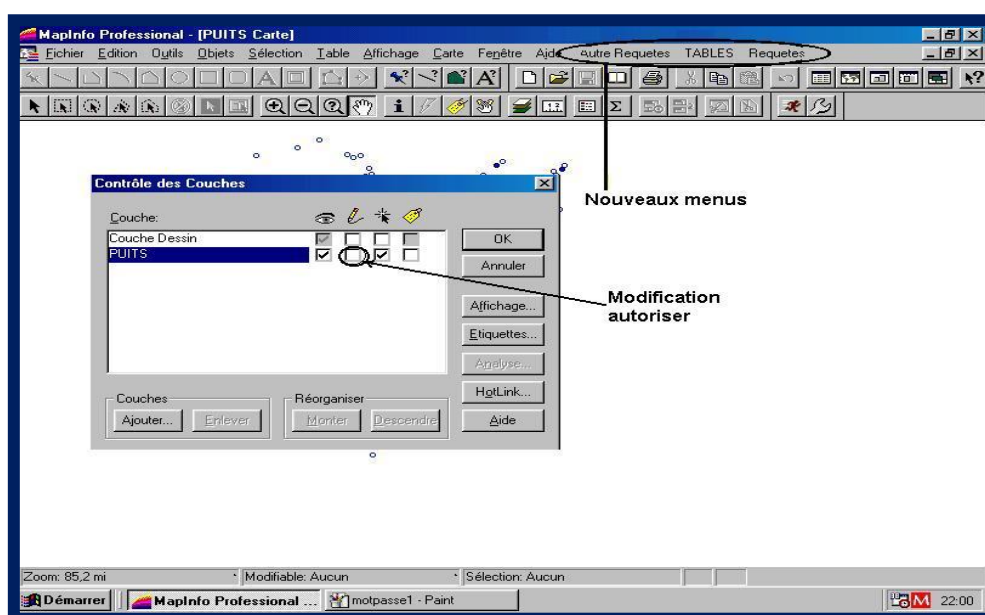 MapInfo Professional - [PUITS Carte]
Fichier Edition Outils Objets Sélection Table Affichage Carte Fenêtre Aide Autre Requetes TABLES Requetes
Nouveaux menus
Contrôle des Couches
Couche:
Couche Dessin
PUITS
OK
Annuler
Affichage...
Etiquettes...
Analyse...
HotLink...
Aide
Couches
Ajouter... Enlever
Réorganiser
Monter Descendre
Modification
autoriser
Zoom: 85,2 mi Modifiable: Aucun Sélection: Aucun
Démarrer MapInfo Professional ... motpasse1 - Paint 22:00